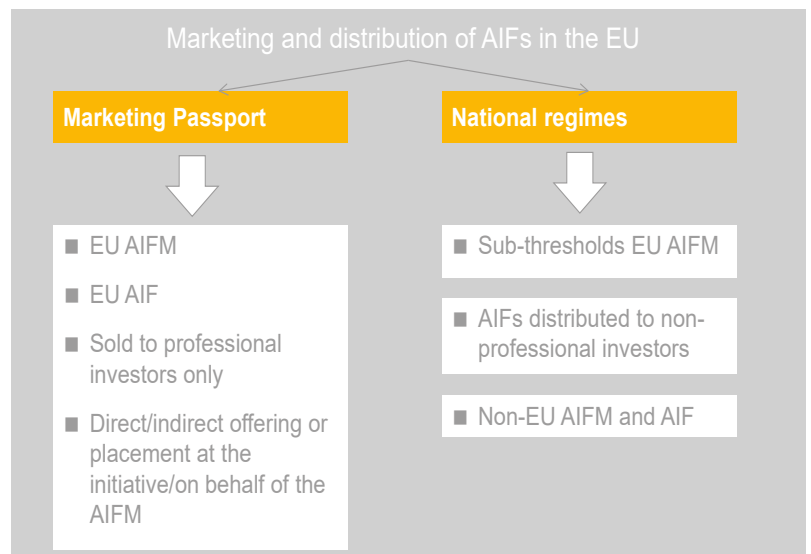 Marketing and distribution of AIFs in the EU
Marketing Passport
■ EU AIFM
■ EU AIF
■ Sold to professional
investors only
■ Direct/indirect offering or
placement at the
initiative/on behalf of the
AIFM
National regimes
■ Sub-thresholds EU AIFM
■ AIFs distributed to non-
professional investors
■ Non-EU AIFM and AIF